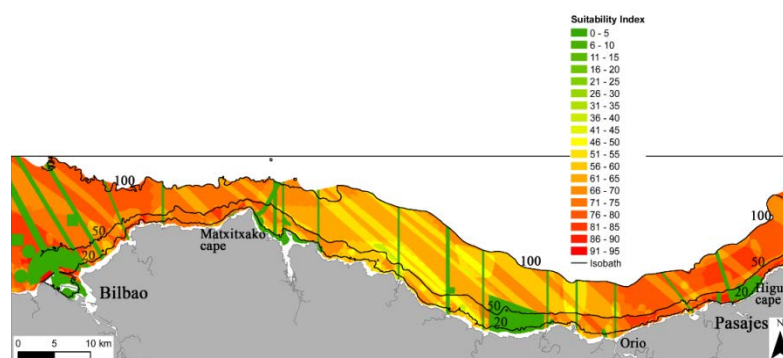 Suitability Index
0 - 5
6 - 10
11 - 15
16 - 20
21 - 25
26 - 30
31 - 35
36 - 40
41 - 45
46 - 50
51 - 55
56 - 60
61 - 65
66 - 70
71 - 75
76 - 80
81 - 85
86 - 90
91 - 95
Isobath
100
50
20
Matxitxako
cape
Bilbao
100
50
20
Orio
100
50
20
Higu
cape
Pasajes
N
0 5 10 km